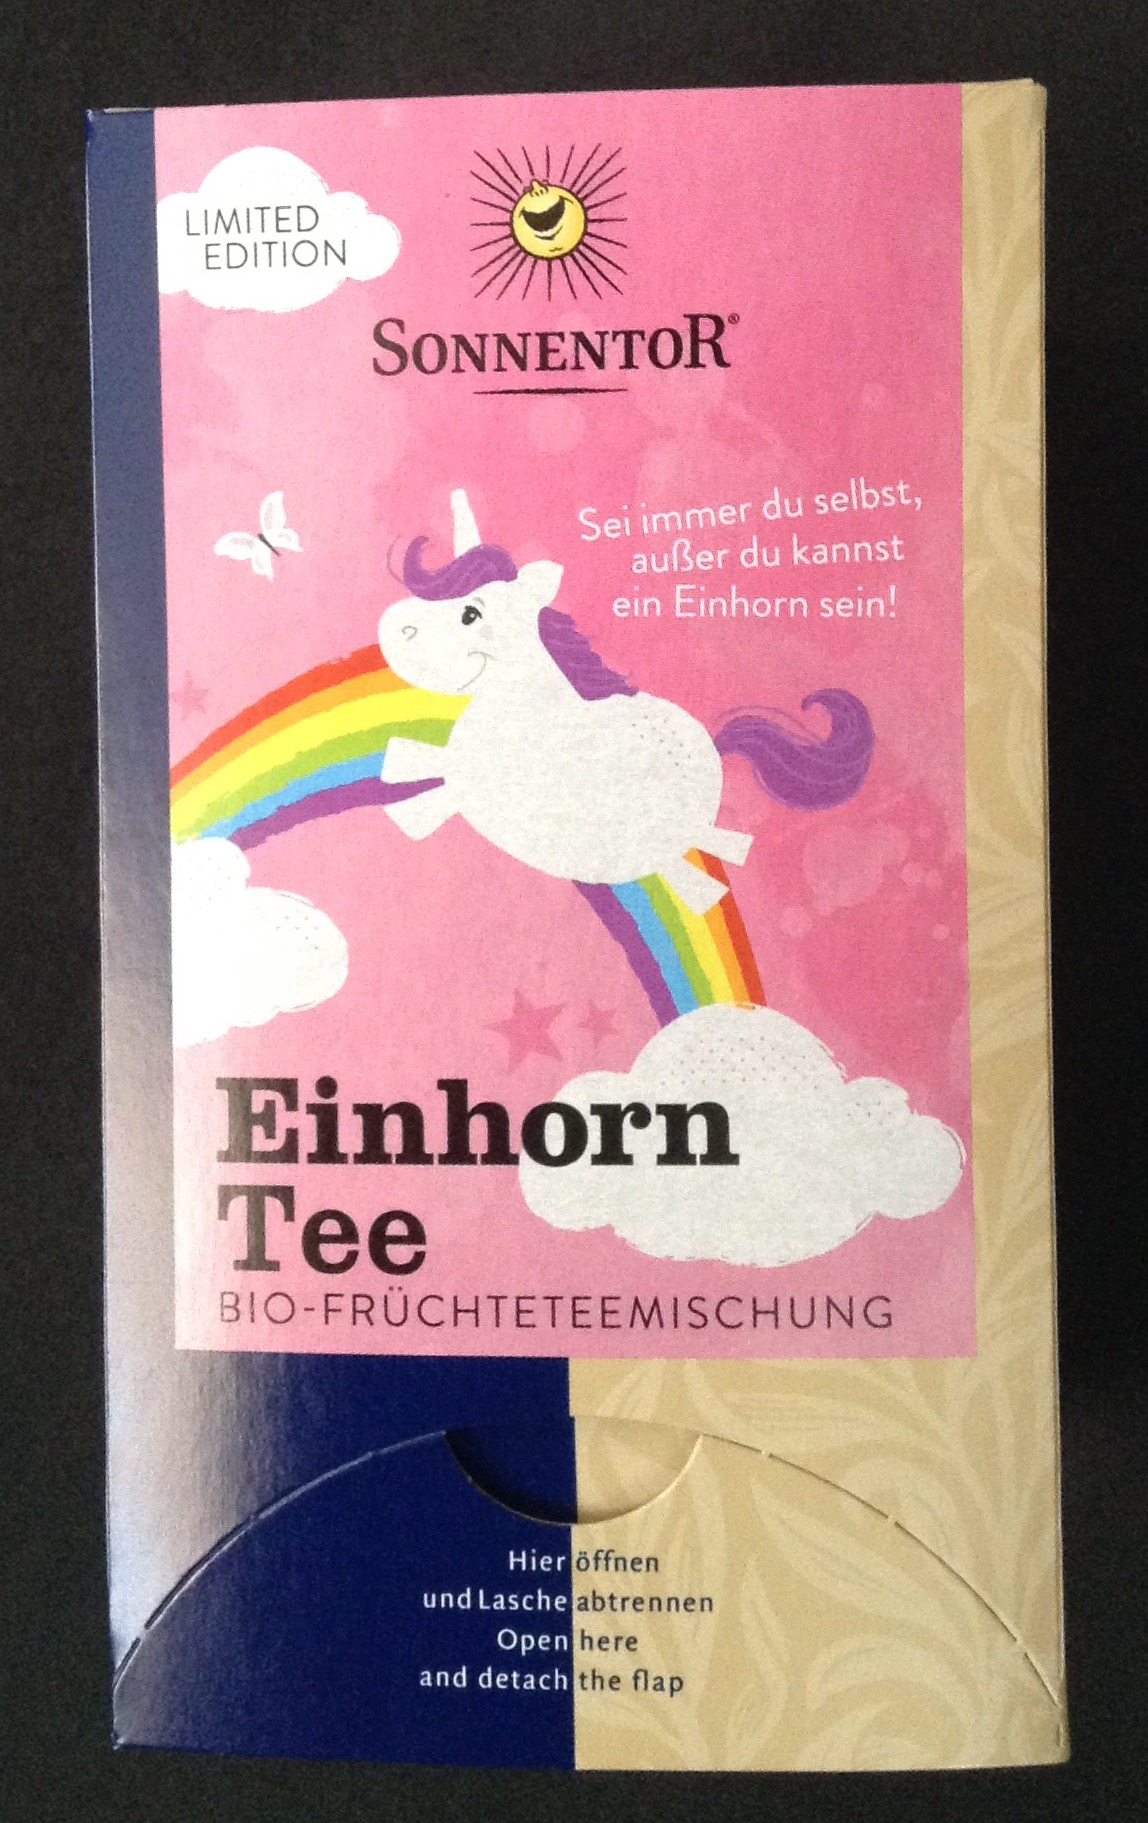 LIMITED
EDITION
SONNENTOR®
Sei immer du selbst,
außer du kannst
ein Einhorn sein!
Einhorn
Tee
BIO-FRÜCHTETEEMISCHUNG
Hier öffnen
und Lasche abtrennen
Open here
and detach the flap